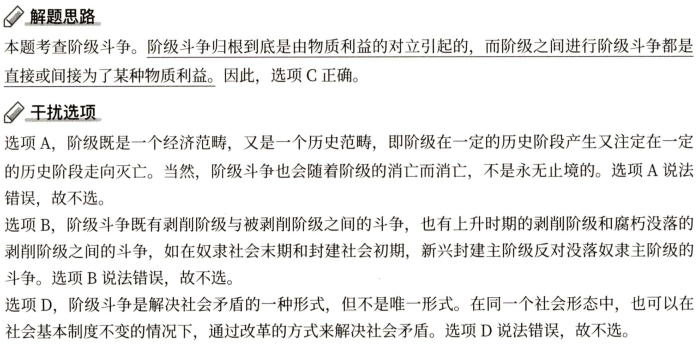 解题思路
本题考查阶级斗争。阶级斗争归根到底是由物质利益的对立引起的，而阶级之间进行阶级斗争都是
直接或间接为了某种物质利益。因此，选项 C 正确。
干扰选项
选项 A，阶级既是一个经济范畴，又是一个历史范畴，即阶级在一定的历史阶段产生又注定在一定
的历史阶段走向灭亡。当然，阶级斗争也会随着阶级的消亡而消亡，不是永无止境的。选项 A 说法
错误，故不选。
选项 B，阶级斗争既有剥削阶级与被剥削阶级之间的斗争，也有上升时期的剥削阶级和腐朽没落的
剥削阶级之间的斗争，如在奴隶社会末期和封建社会初期，新兴封建主阶级反对没落奴隶主阶级的
斗争。选项 B 说法错误，故不选。
选项 D，阶级斗争是解决社会矛盾的一种形式，但不是唯一形式。在同一个社会形态中，也可以在
社会基本制度不变的情况下，通过改革的方式来解决社会矛盾。选项 D 说法错误，故不选。